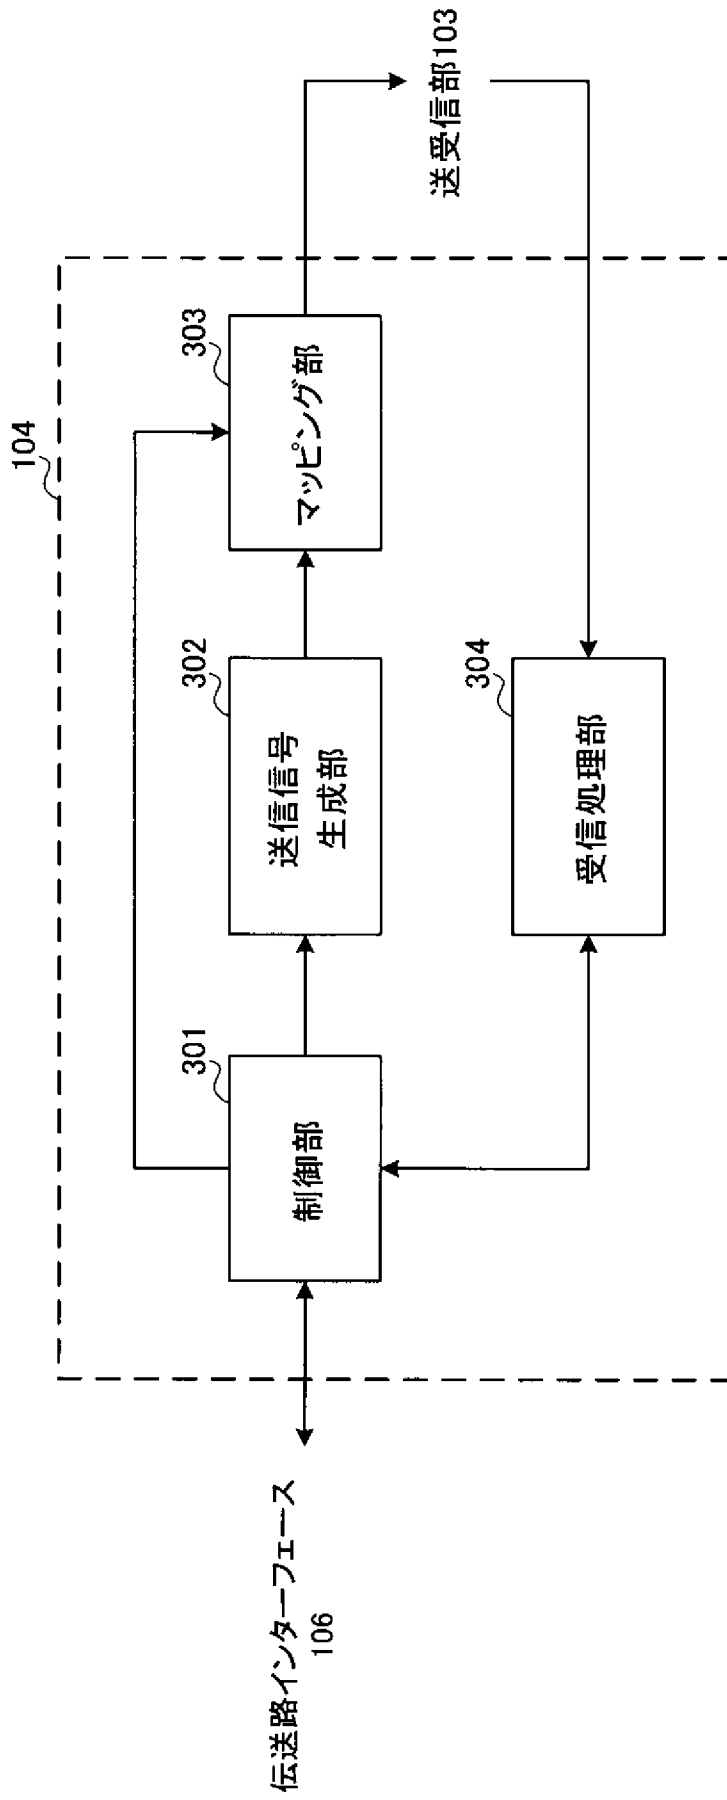 104
301
制御部
302
送信信号
生成部
303
マッピング部
304
受信処理部
伝送路インターフェース
106
送受信部103